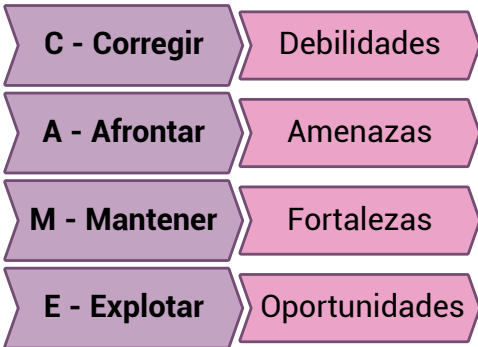 C - Corregir Debilidades
A - Afrontar Amenazas
M - Mantener Fortalezas
E - Explotar Oportunidades